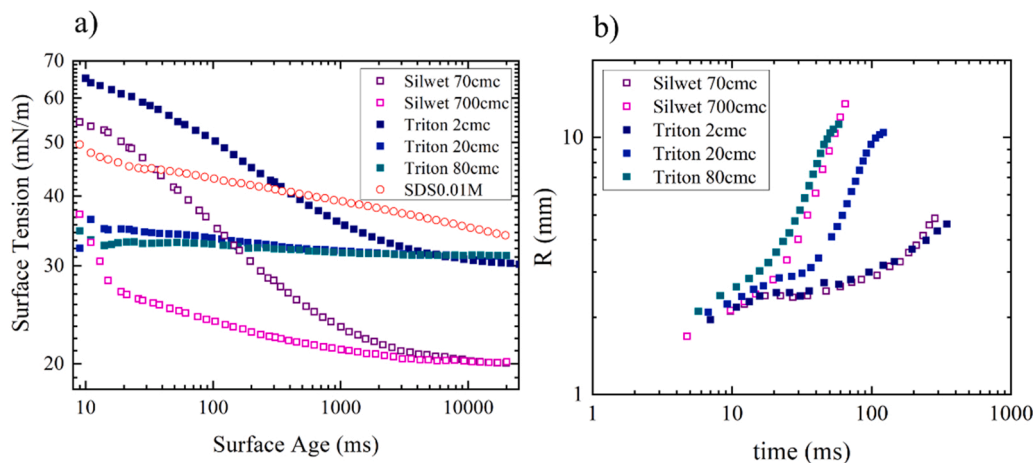 a)
70
60
50
40
30
20
Surface Tension (mN/m)
10
100
1000
10000
Surface Age (ms)
Silwet 70cmc
Silwet 700cmc
Triton 2cmc
Triton 20cmc
Triton 80cmc
SDS0.01M
b)
10
1
R (mm)
1
10
100
1000
time (ms)
Silwet 70cmc
Silwet 700cmc
Triton 2cmc
Triton 20cmc
Triton 80cmc